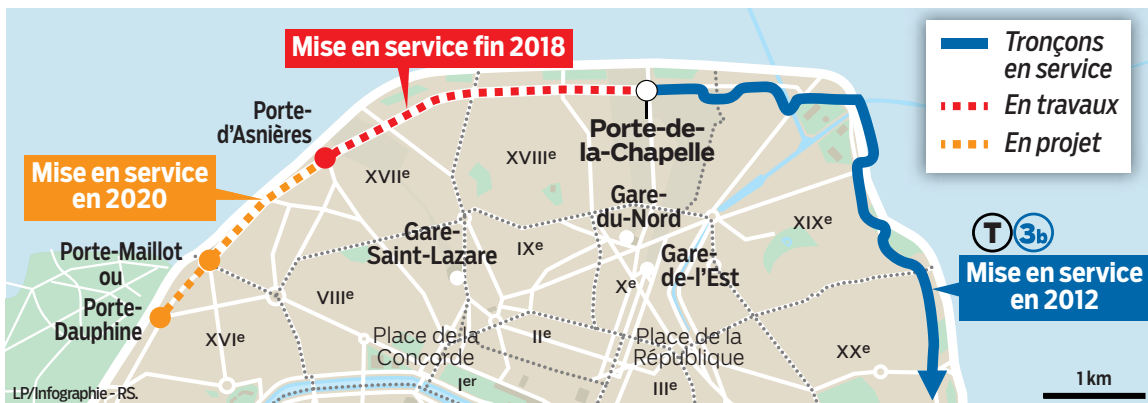 Mise en service fin 2018
Porte-
d'Asnières
Mise en service
en 2020
Porte-Maillot
ou
Porte-
Dauphine
Porte-de-
la-Chapelle
XVIIIe
XVIIe
Gare-
du-Nord
Gare-
Saint-Lazare
IXe
XIXe
Gare-
de-l'Est
Xe
VIIIe
XVIe
Place de la
Concorde
IIe
Place de la
République
XXe
Ier
IIIe
T 3b
Mise en service
en 2012
Tronçons
en service
En travaux
En projet
LP/Infographie - RS.
1 km